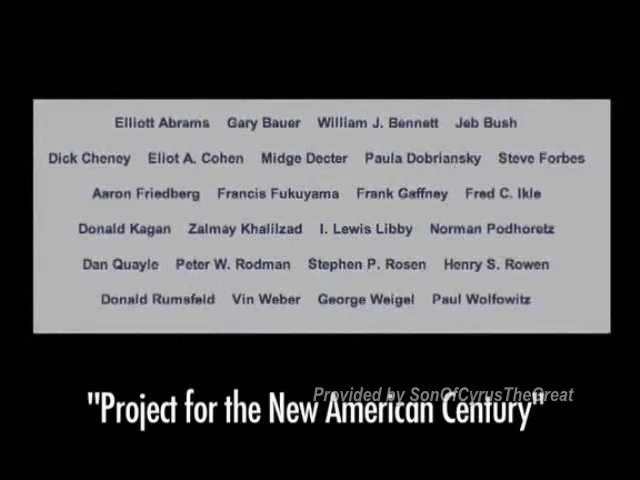 Elliott Abrams Gary Bauer William J. Bennett Jeb Bush
Dick Cheney Eliot A. Cohen Midge Decter Paula Dobriansky Steve Forbes
Aaron Friedberg Francis Fukuyama Frank Gaffney Fred C. Ikle
Donald Kagan Zalmay Khalilzad I. Lewis Libby Norman Podhoretz
Dan Quayle Peter W. Rodman Stephen P. Rosen Henry S. Rowen
Donald Rumsfeld Vin Weber George Weigel Paul Wolfowitz
Provided by SonOfCyrusTheGreat
"Project for the New American Century"